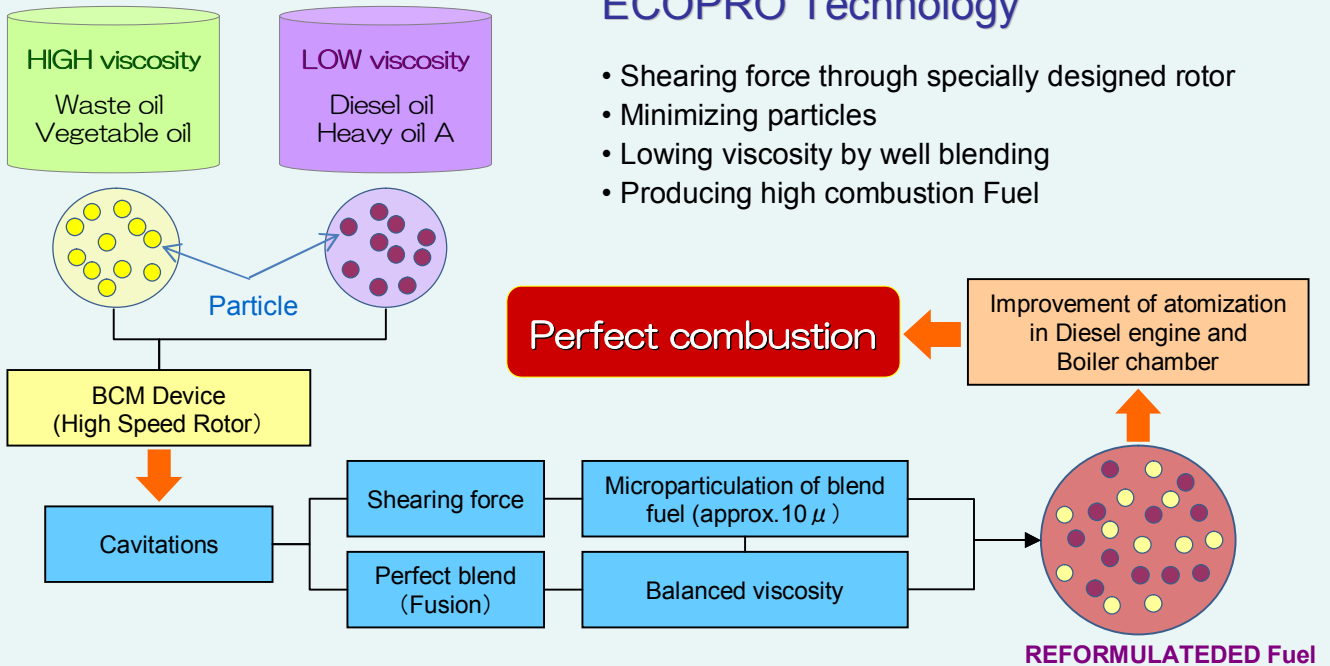 ECOPRO Technology
HIGH viscosity
Waste oil
Vegetable oil
LOW viscosity
Diesel oil
Heavy oil A
• Shearing force through specially designed rotor
• Minimizing particles
• Lowering viscosity by well blending
• Producing high combustion Fuel
Particle
BCM Device
(High Speed Rotor）
Cavitations
Shearing force
Microparticulation of blend
fuel (approx.10 μ ）
Perfect blend
（Fusion）
Balanced viscosity
REFORMULATEDED Fuel
Improvement of atomization
in Diesel engine and
Boiler chamber
Perfect combustion